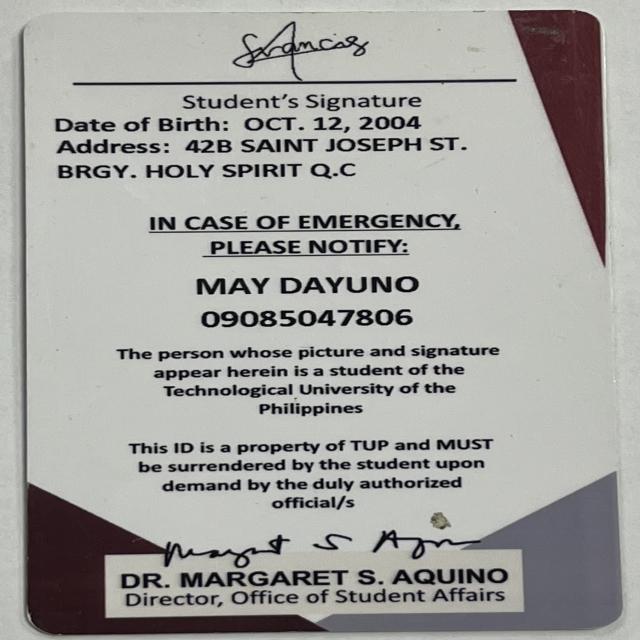 Student's Signature
Date of Birth: OCT. 12, 2004
Address: 42B SAINT JOSEPH ST.
BRGY. HOLY SPIRIT Q.C
IN CASE OF EMERGENCY,
PLEASE NOTIFY:
MAY DAYUNO
09085047806
The person whose picture and signature
appear herein is a student of the
Technological University of the
Philippines
This ID is a property of TUP and MUST
be surrendered by the student upon
demand by the duly authorized
official/s
DR. MARGARET S. AQUINO
Director, Office of Student Affairs